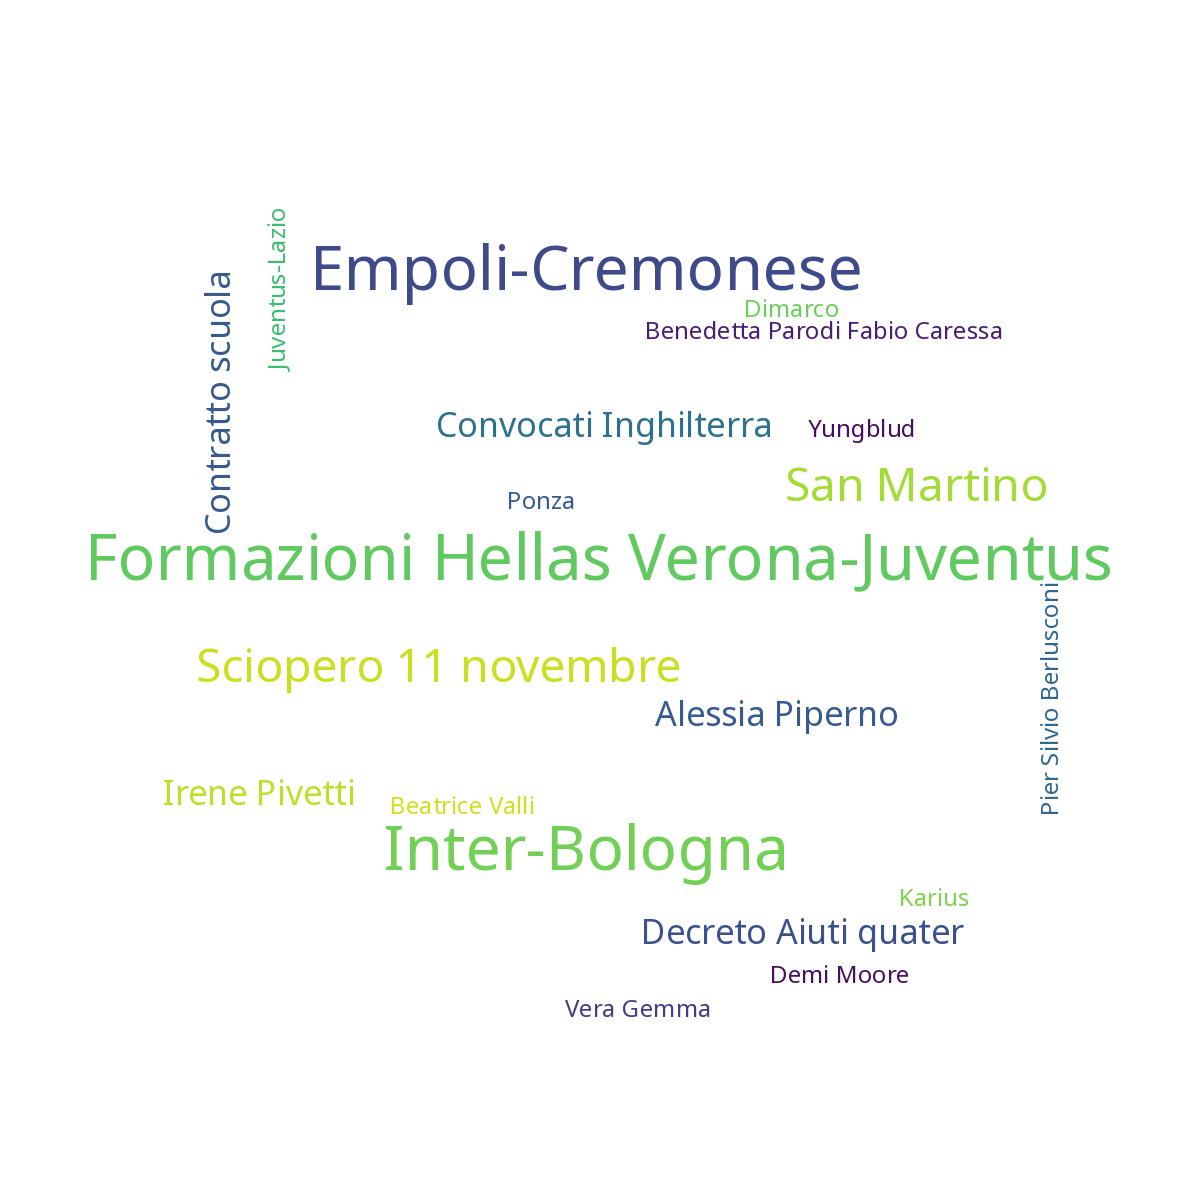 Juventus-Lazio
Empoli-Cremonese
Contratto scuola
Dimarco
Benedetta Parodi Fabio Caressa
Convocati Inghilterra
Yungblud
San Martino
Ponza
Formazioni Hellas Verona-Juventus
Pier Silvio Berlusconi
Sciopero 11 novembre
Alessia Piperno
Irene Pivetti
Beatrice Valli
Inter-Bologna
Karius
Decreto Aiuti quater
Demi Moore
Vera Gemma